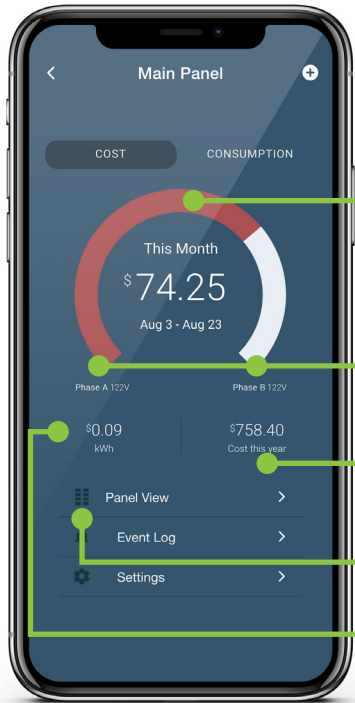 Main Panel
COST CONSUMPTION
This Month
$74.25
Aug 3 - Aug 23
Phase A 122V Phase B 122V
$0.09 $758.40
kWh Cost this year
Panel View
Event Log
Settings